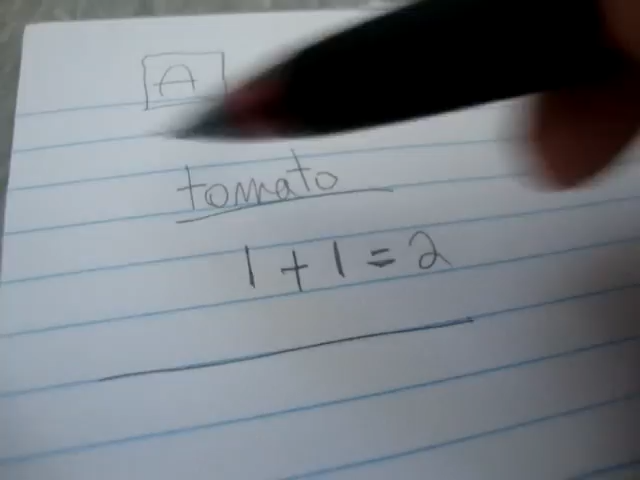 A
tomato
1 + 1 = 2